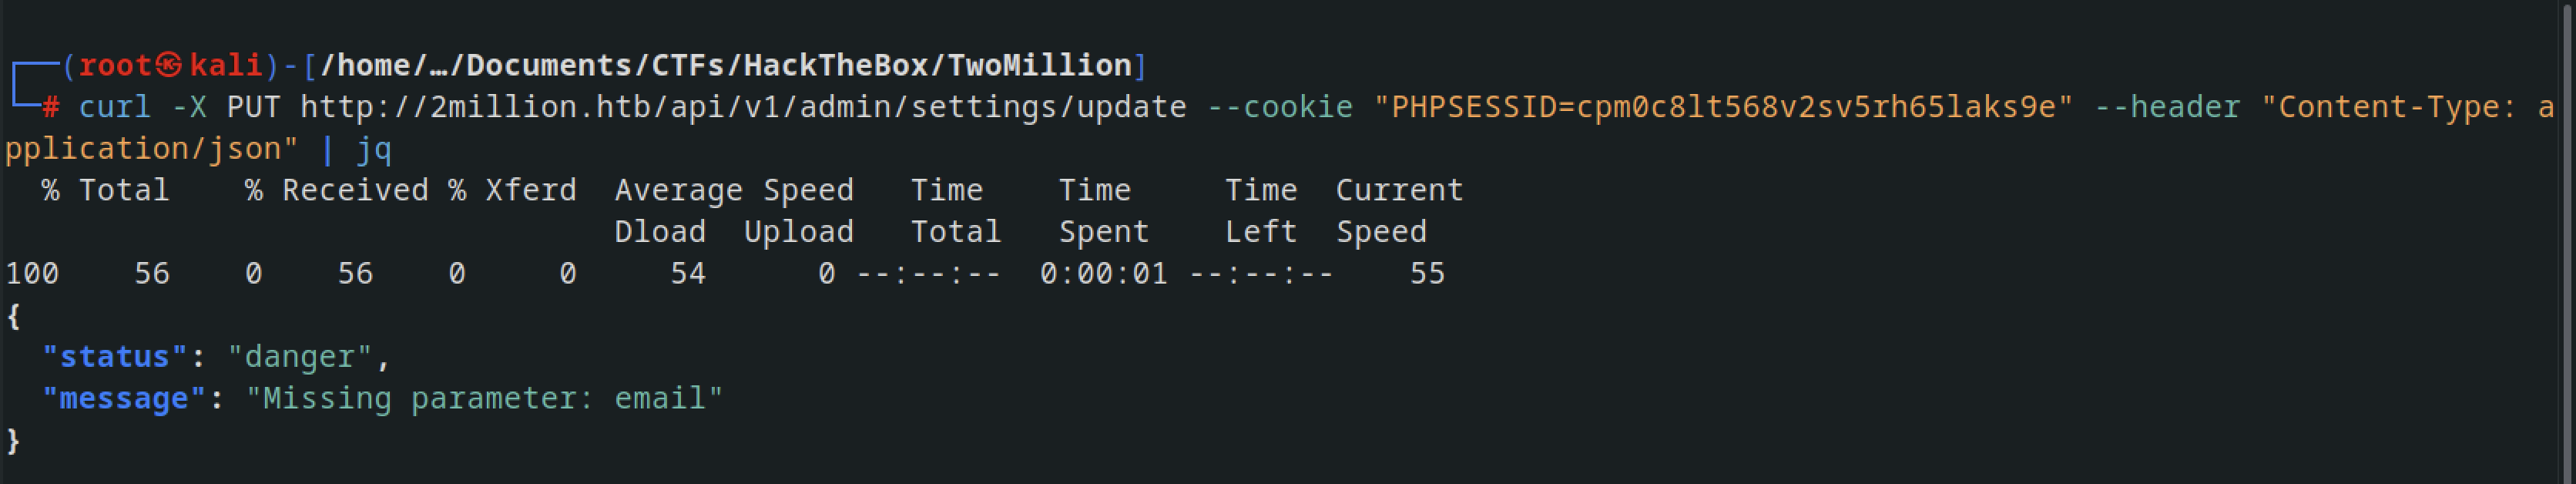 ┌──(root㉿kali)-[/home/…/Documents/CTFs/HackTheBox/TwoMillion]
└─# curl -X PUT http://2million.htb/api/v1/admin/settings/update --cookie "PHPSESSID=cpm0c8lt568v2sv5rh65laks9e" --header "Content-Type: a
pplication/json" | jq
  % Total    % Received % Xferd  Average Speed   Time    Time     Time  Current
                                 Dload  Upload   Total   Spent    Left  Speed
100    56    0    56    0     0     54      0 --:--:--  0:00:01 --:--:--    55
{
  "status": "danger",
  "message": "Missing parameter: email"
}